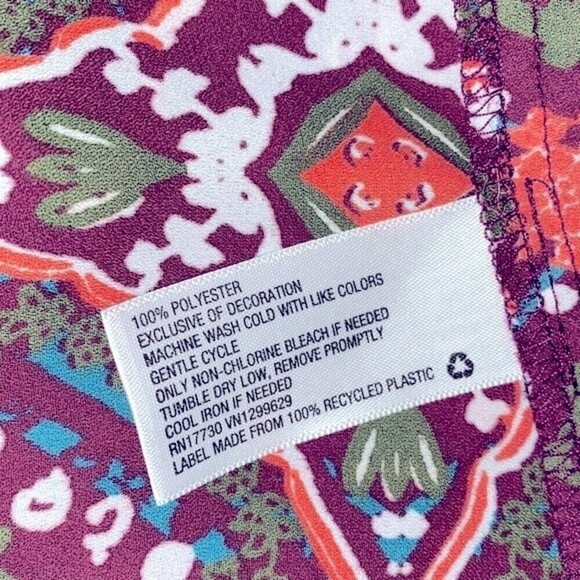 100% POLYESTER
EXCLUSIVE OF DECORATION
MACHINE WASH COLD WITH LIKE COLORS
GENTLE CYCLE
ONLY NON-CHLORINE BLEACH IF NEEDED
TUMBLE DRY LOW, REMOVE PROMPTLY
COOL IRON IF NEEDED
RN17730 VN1299629
LABEL MADE FROM 100% RECYCLED PLASTIC